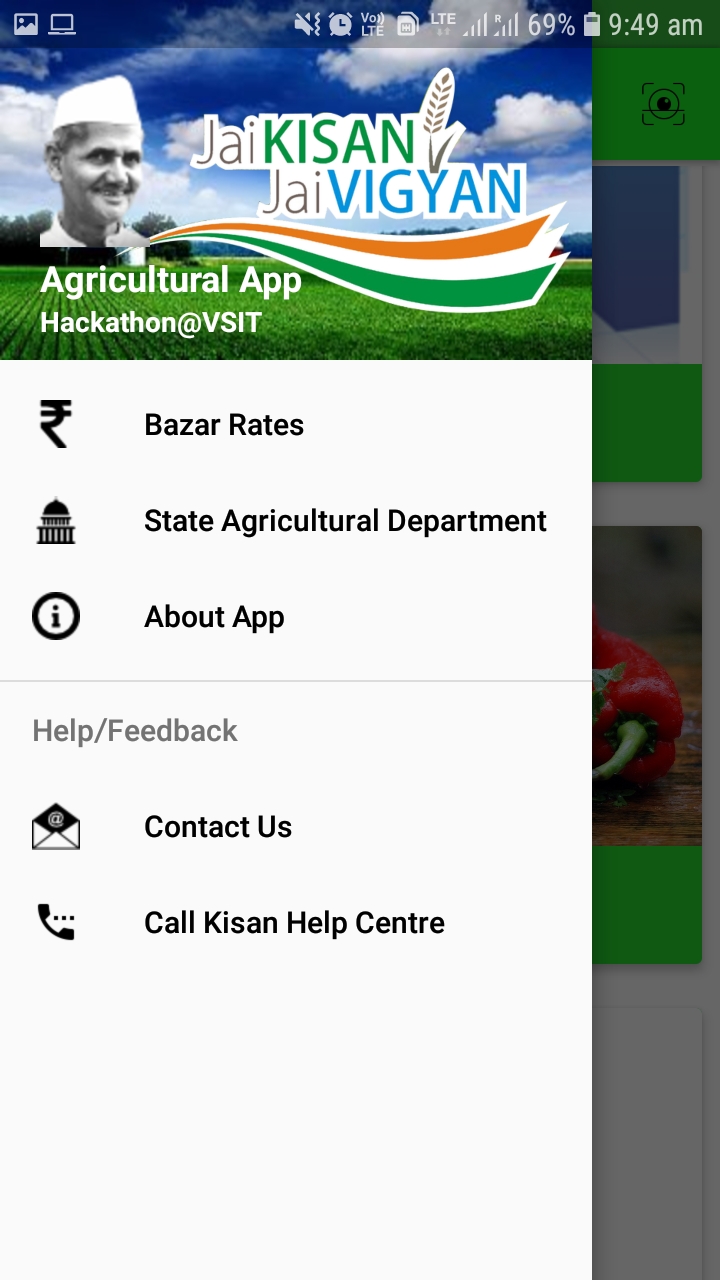 Vo)) LTE LTE R 69% 9:49 am
Jai KISAN
Jai VIGYAN
Agricultural App
Hackathon@VSIT
Bazar Rates
State Agricultural Department
About App
Help/Feedback
Contact Us
Call Kisan Help Centre